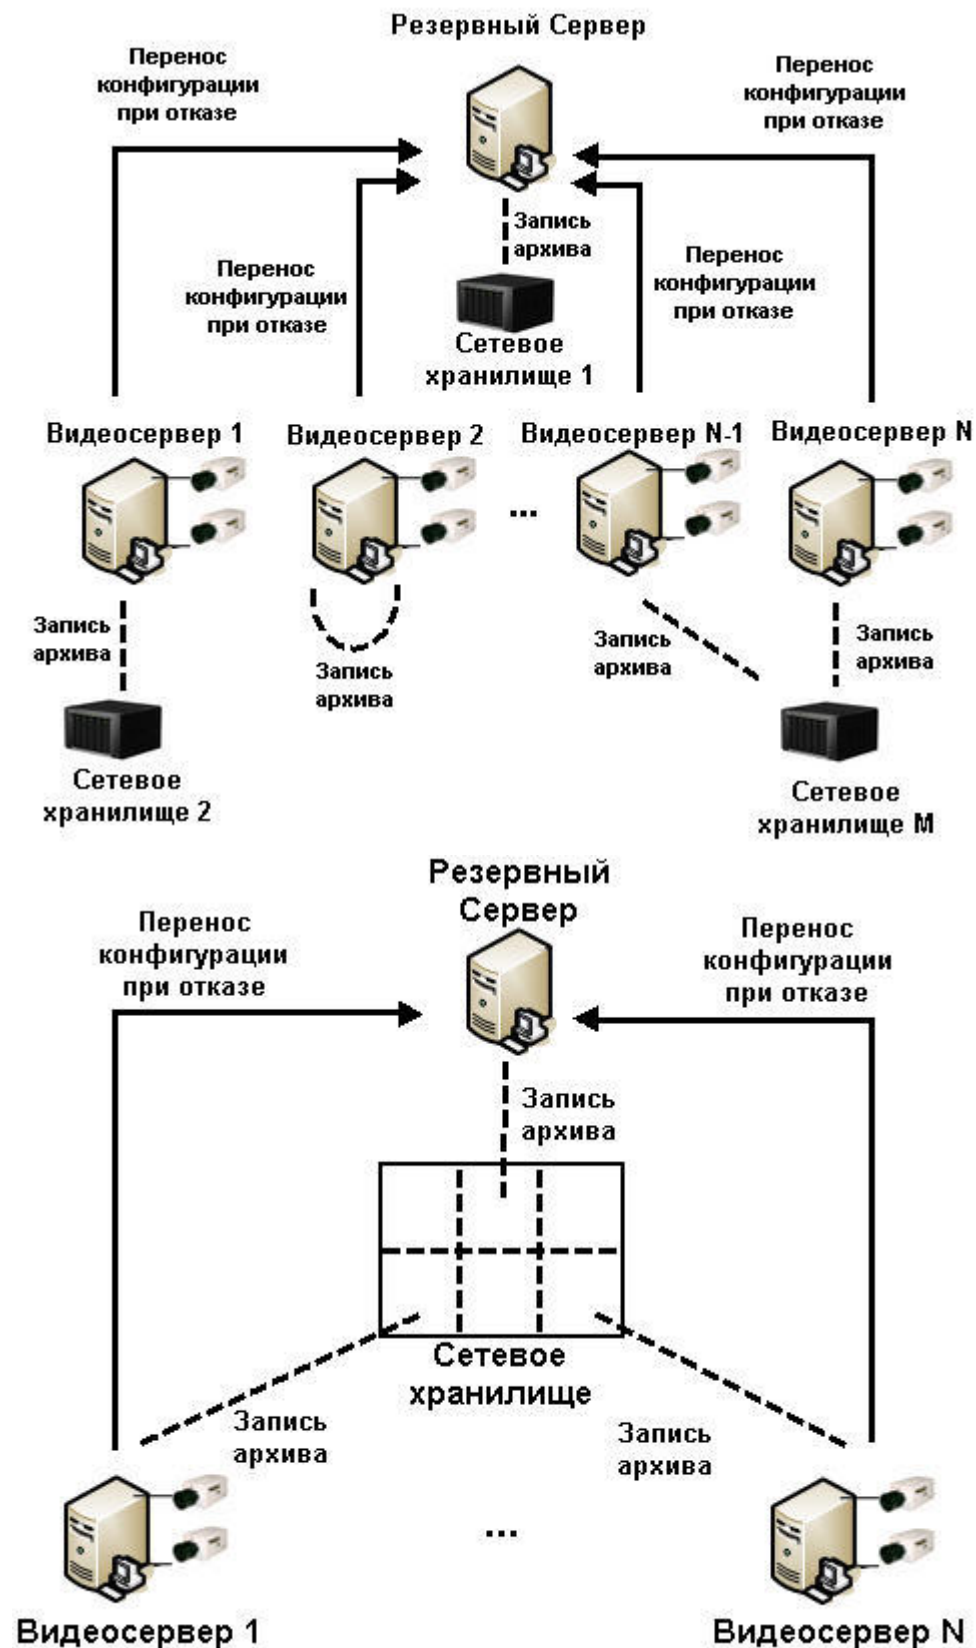 Резервный Сервер
Перенос
конфигурации
при отказе
Перенос
конфигурации
при отказе
Запись
архива
Перенос
конфигурации
при отказе
Перенос
конфигурации
при отказе
Сетевое
хранилище 1
Видеосервер 1
Видеосервер 2
Видеосервер N-1
Видеосервер N
...
Запись
архива
Запись
архива
Запись
архива
Запись
архива
Сетевое
хранилище 2
Сетевое
хранилище M
Резервный
Сервер
Перенос
конфигурации
при отказе
Перенос
конфигурации
при отказе
Запись
архива
Сетевое
хранилище
Запись
архива
Запись
архива
...
Видеосервер 1
Видеосервер N